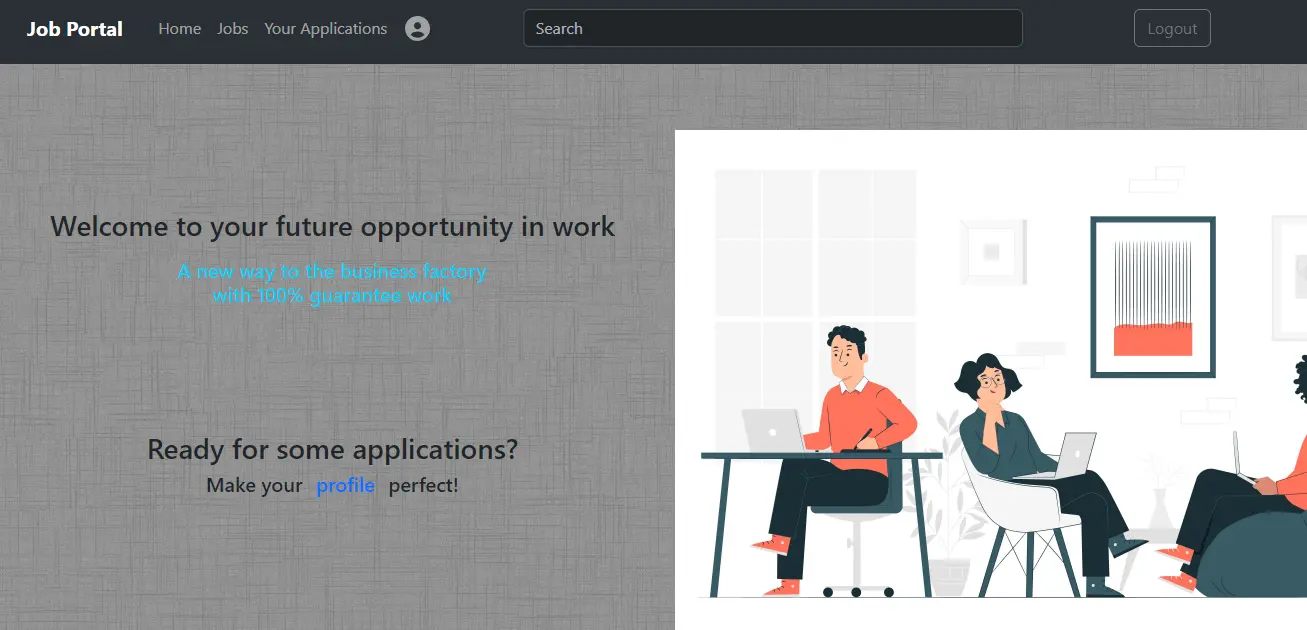 Job Portal Home Jobs Your Applications Search Logout
Welcome to your future opportunity in work
A new way to the business factory
with 100% guarantee work
Ready for some applications?
Make your profile perfect!